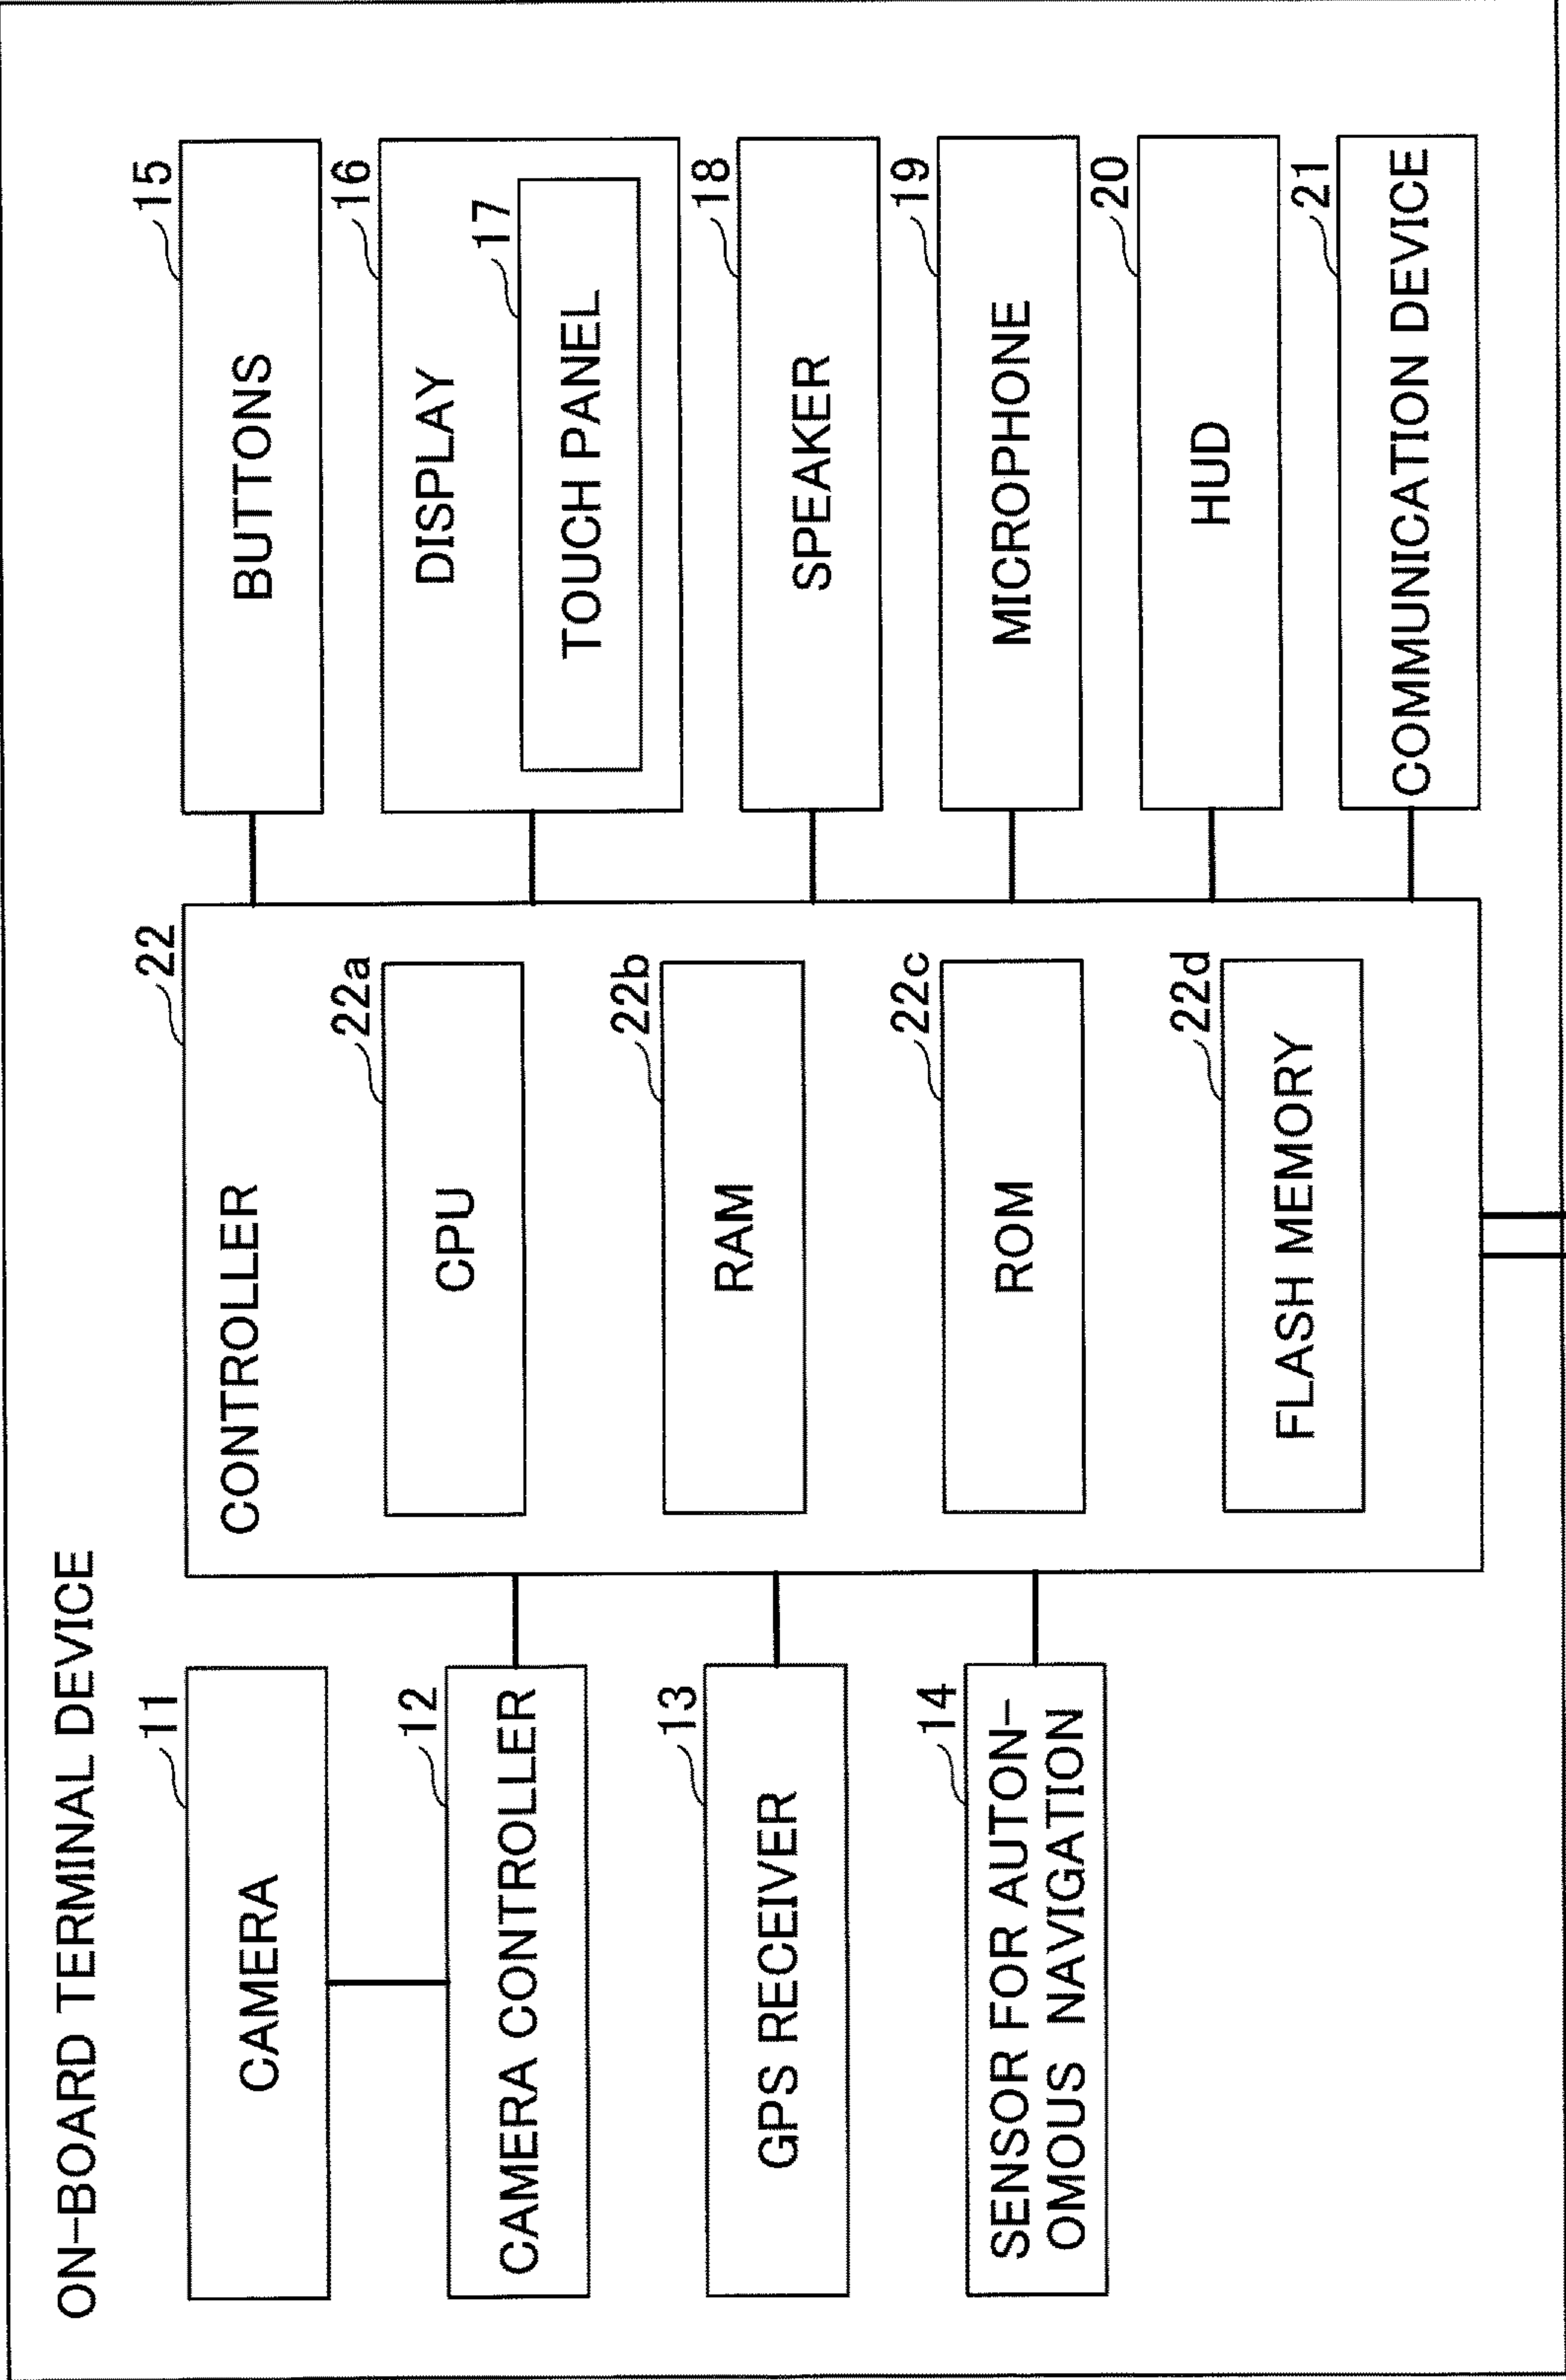 ON-BOARD TERMINAL DEVICE
11
CAMERA
12
CAMERA CONTROLLER
13
GPS RECEIVER
14
SENSOR FOR AUTON-
OMOUS NAVIGATION
22
CONTROLLER
22a
CPU
22b
RAM
22c
ROM
22d
FLASH MEMORY
15
BUTTONS
16
DISPLAY
17
TOUCH PANEL
18
SPEAKER
19
MICROPHONE
20
HUD
21
COMMUNICATION DEVICE